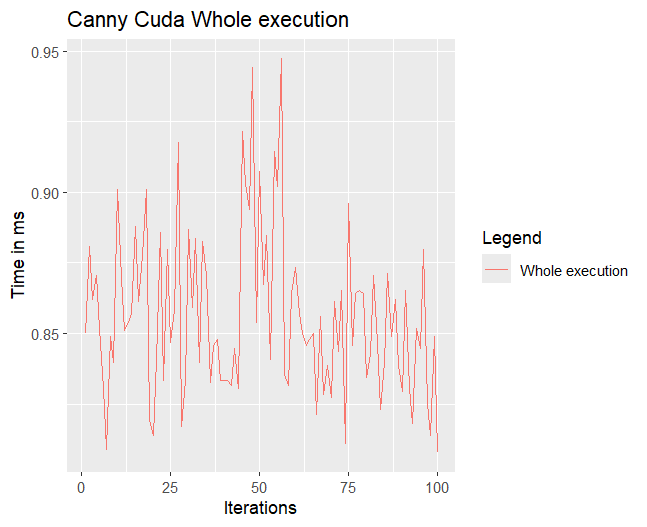 Canny Cuda Whole execution
Time in ms
0.95
0.90
0.85
0
25
50
75
100
Iterations
Legend
Whole execution